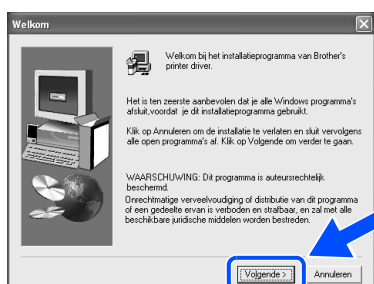 Welkom
Welkom bij het installatieprogramma van Brother's
printer driver.
Het is ten zeerste aanbevolen dat je alle Windows programma's
afsluit,voordat je dit installatieprogramma gebruikt.
Klik op Annuleren om de installatie te verlaten en sluit vervolgens
alle open programma's af. Klik op Volgende om verder te gaan.
WAARSCHUWING: Dit programma is auteursrechtelijk
beschermd.
Onrechtmatige verveelvoudiging of distributie van dit programma
of een gedeelte ervan is verboden en strafbaar, en zal met alle
beschikbare juridische middelen worden bestreden.
Volgende >
Annuleren